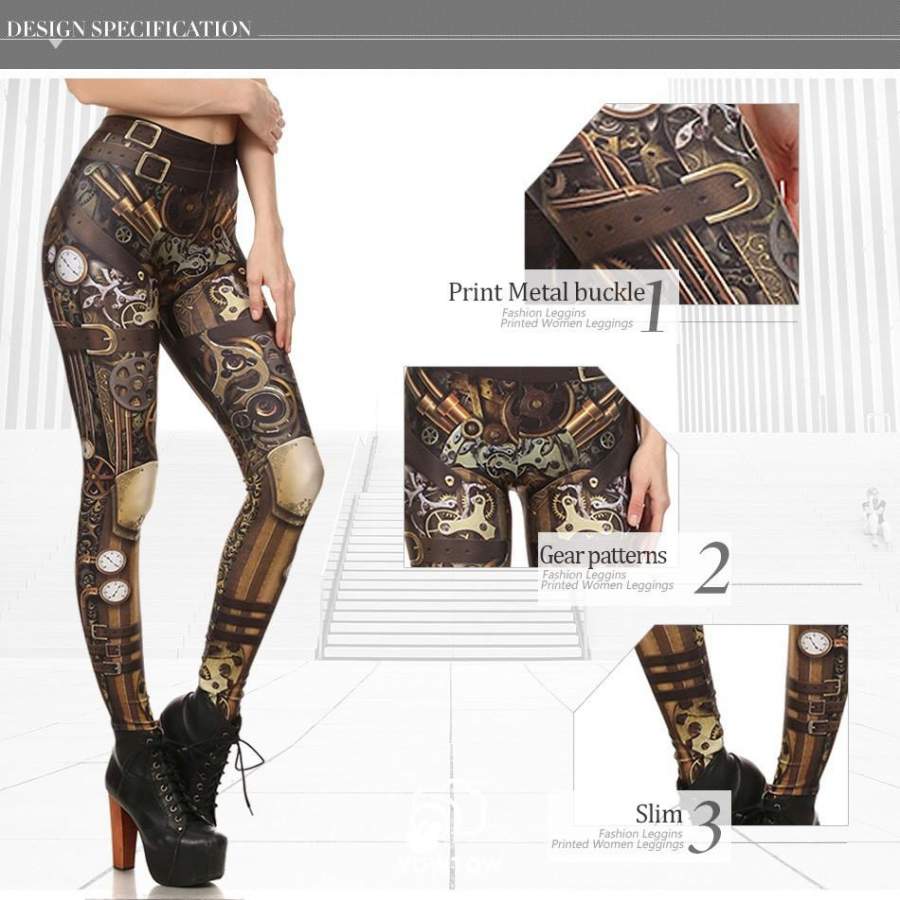 DESIGN SPECIFICATION
Print Metal buckle 1
Fashion Leggins
Printed Women Leggings
Gear patterns 2
Fashion Leggins
Printed Women Leggings
Slim 3
Fashion Leggins
Printed Women Leggings